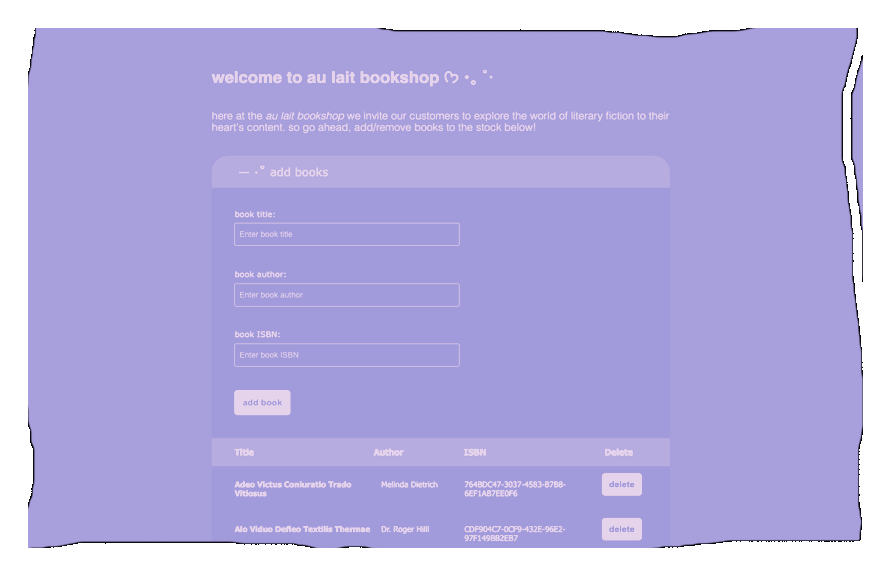 welcome to au lait bookshop ღ ‧₊ ˚‧
here at the au lait bookshop we invite our customers to explore the world of literary fiction to their
heart's content. so go ahead, add/remove books to the stock below!
— ‧˚ add books
book title:
Enter book title
book author:
Enter book author
book ISBN:
Enter book ISBN
add book
Title Author ISBN Delete
Adeo Victus Coniuratio Trado Melinda Dietrich 764BDC47-3037-4583-B7B8- delete
Vitiosus 6EF1AB7EE0F6
Alo Viduo Defleo Textilis Thermae Dr. Roger Hilll CDF904C7-0CF9-432E-96E2- delete
97F149BB2EB7